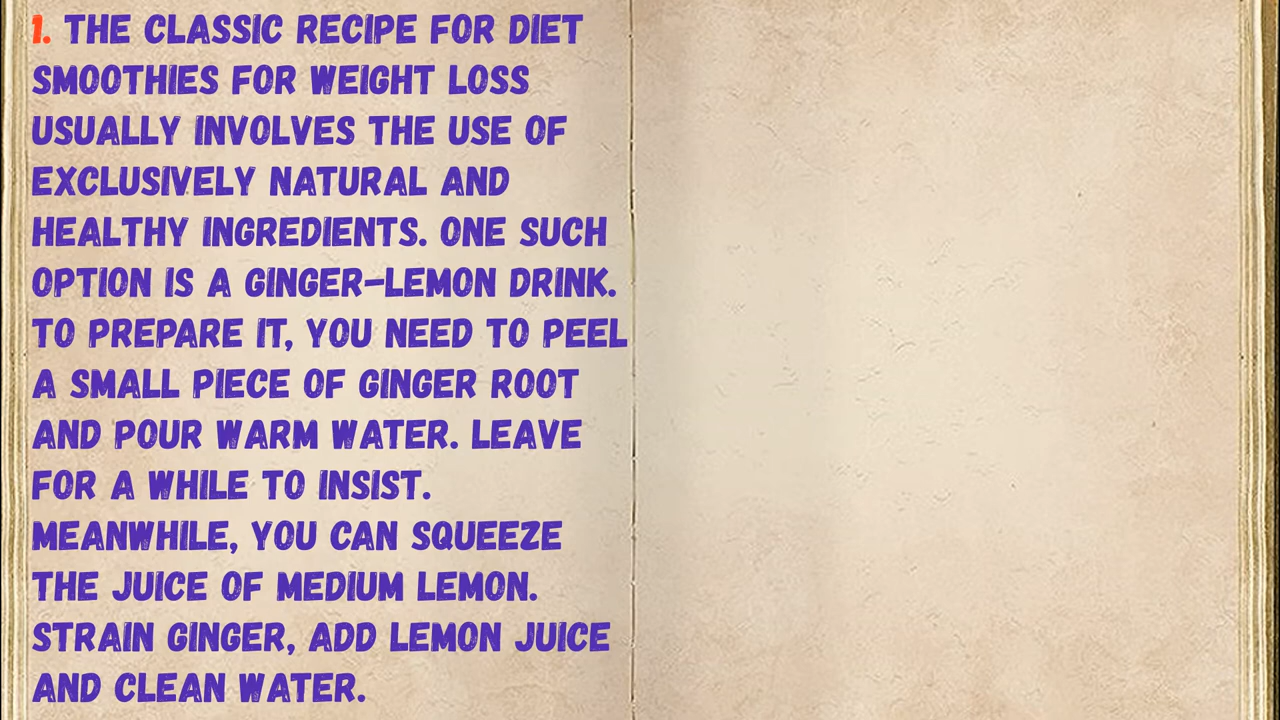 1. THE CLASSIC RECIPE FOR DIET
SMOOTHIES FOR WEIGHT LOSS
USUALLY INVOLVES THE USE OF
EXCLUSIVELY NATURAL AND
HEALTHY INGREDIENTS. ONE SUCH
OPTION IS A GINGER-LEMON DRINK.
TO PREPARE IT, YOU NEED TO PEEL
A SMALL PIECE OF GINGER ROOT
AND POUR WARM WATER. LEAVE
FOR A WHILE TO INSIST.
MEANWHILE, YOU CAN SQUEEZE
THE JUICE OF MEDIUM LEMON.
STRAIN GINGER, ADD LEMON JUICE
AND CLEAN WATER.